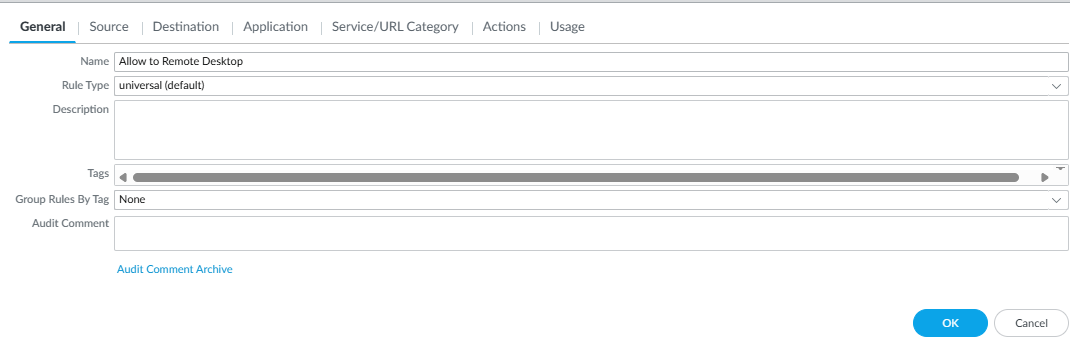 General Source Destination Application Service/URL Category Actions Usage
Name Allow to Remote Desktop
Rule Type universal (default)
Description
Tags
Group Rules By Tag None
Audit Comment
Audit Comment Archive
OK Cancel